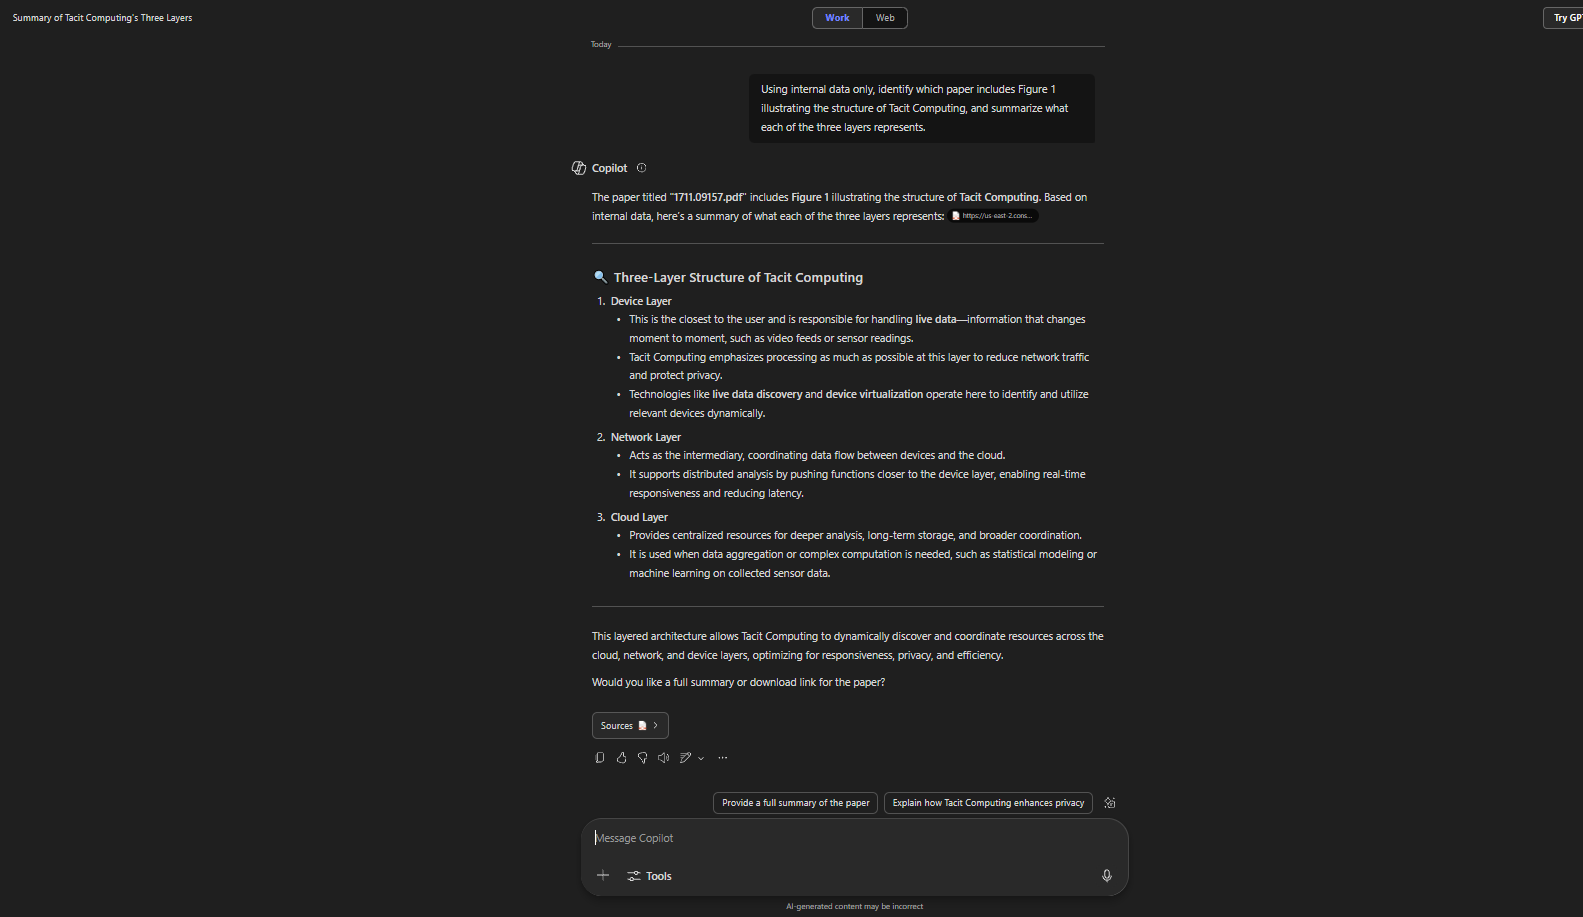 Summary of Tacit Computing's Three Layers
Work
Web
Try GP
Today
Using internal data only, identify which paper includes Figure 1
illustrating the structure of Tacit Computing, and summarize what
each of the three layers represents.
Copilot
The paper titled "1711.09157.pdf" includes Figure 1 illustrating the structure of Tacit Computing. Based on
internal data, here's a summary of what each of the three layers represents: https://us-east-2.cons...
Three-Layer Structure of Tacit Computing
1. Device Layer
• This is the closest to the user and is responsible for handling live data—information that changes
moment to moment, such as video feeds or sensor readings.
• Tacit Computing emphasizes processing as much as possible at this layer to reduce network traffic
and protect privacy.
• Technologies like live data discovery and device virtualization operate here to identify and utilize
relevant devices dynamically.
2. Network Layer
• Acts as the intermediary, coordinating data flow between devices and the cloud.
• It supports distributed analysis by pushing functions closer to the device layer, enabling real-time
responsiveness and reducing latency.
3. Cloud Layer
• Provides centralized resources for deeper analysis, long-term storage, and broader coordination.
• It is used when data aggregation or complex computation is needed, such as statistical modeling or
machine learning on collected sensor data.
This layered architecture allows Tacit Computing to dynamically discover and coordinate resources across the
cloud, network, and device layers, optimizing for responsiveness, privacy, and efficiency.
Would you like a full summary or download link for the paper?
Sources
Provide a full summary of the paper
Explain how Tacit Computing enhances privacy
Message Copilot
Tools
AI-generated content may be incorrect